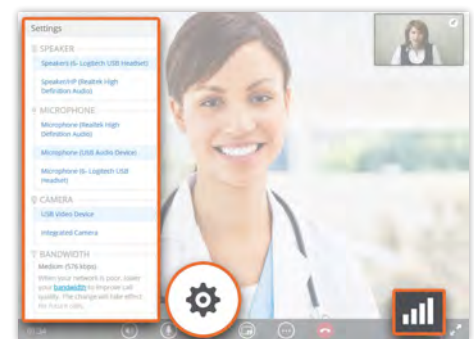 Settings
SPEAKER
Speakers (6- Logitech USB Headset)
Speaker/HP (Realtek High
Definition Audio)
MICROPHONE
Microphone (Realtek High
Definition Audio)
Microphone (USB Audio Device)
Microphone (6- Logitech USB
Headset)
CAMERA
USB Video Device
Integrated Camera
BANDWIDTH
Medium (576 kbps)
When your network is poor, lower
your bandwidth to improve call
quality. The change will take effect
for future calls.
01:34